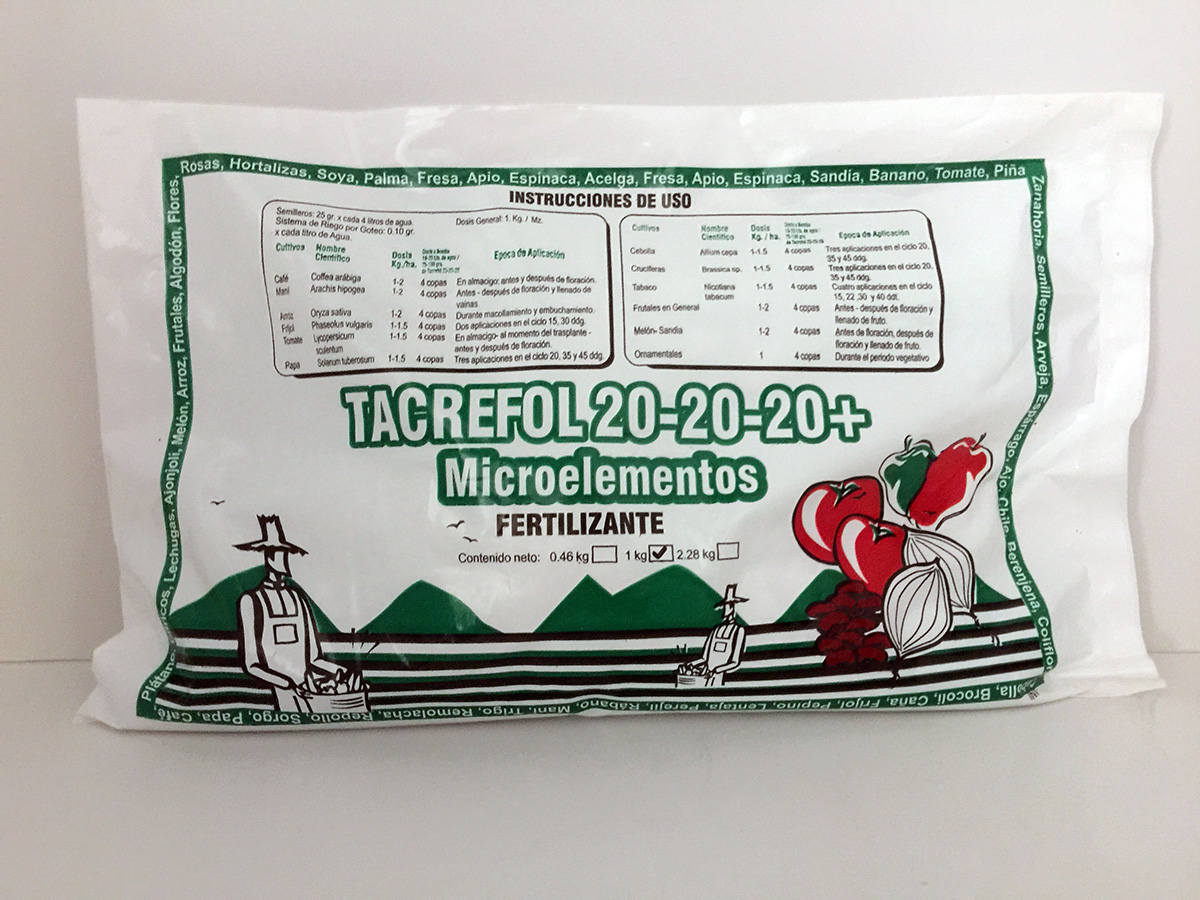 Rosas, Hortalizas, Soya, Palma, Fresa, Apio, Espinaca, Acelga, Fresa, Apio, Espinaca, Sandía, Banano, Tomate, Piña
Zanahoria, Semilleros, Arveja, Espárrago, Ajo, Chile, Berenjena, Coliflor
INSTRUCCIONES DE USO
Semilleros: 25 gr. x cada 4 litros de agua.
Sistema de Riego por Goteo: 0.10 gr.
x cada litro de Agua.
Dosis General: 1. Kg. / Mz.
Cultivos Nombre Científico Dosis Kg./ha. Epoca de Aplicación
Café Coffea arábiga 1-2 4 copas En almacigo: antes y después de floración.
Maní Arachis hipogea 1-2 4 copas Antes - después de floración y llenado de
vainas.
Arroz Oryza sativa 1-2 4 copas Durante macollamiento y embuchamiento.
Frijol Phaseolus vulgaris 1-1.5 4 copas Dos aplicaciones en el ciclo 15, 30 ddg.
Tomate Lycopersicum 1-1.5 4 copas En almacigo- al momento del trasplante -
sculentum antes y después de floración.
Papa Solanum tuberosum 1-1.5 4 copas Tres aplicaciones en el ciclo 20, 35 y 45 ddg.
Cultivos Nombre Científico Dosis Kg. / ha. Epoca de Aplicación
Cebolla Allium cepa 1-1.5 4 copas Tres aplicaciones en el ciclo 20,
35 y 45 ddg.
Cruciferas Brassica sp. 1-1.5 4 copas Tres aplicaciones en el ciclo 20,
35 y 45 ddg.
Tabaco Nicotiana 1-1.5 4 copas Cuatro aplicaciones en el ciclo
tabacum 15, 22 ,30 y 40 ddt.
Frutales en General 1-2 4 copas Antes - después de floración y
llenado de fruto.
Melón- Sandia 1-2 4 copas Antes de floración, después de
floración y llenado de fruto.
Ornamentales 1 4 copas Durante el periodo vegetativo
TACREFOL 20-20-20+
Microelementos
FERTILIZANTE
Contenido neto: 0.46 kg 1 kg 2.28 kg
Lechugas, Ajonjolí, Melón, Arroz, Frutales, Algodón, Flores,
Brocoli, Caña, Frijol, Pepino, Lenteja, Perejil, Rábano, Maní, Trigo, Remolacha, Repollo, Sorgo, Papa, Café,